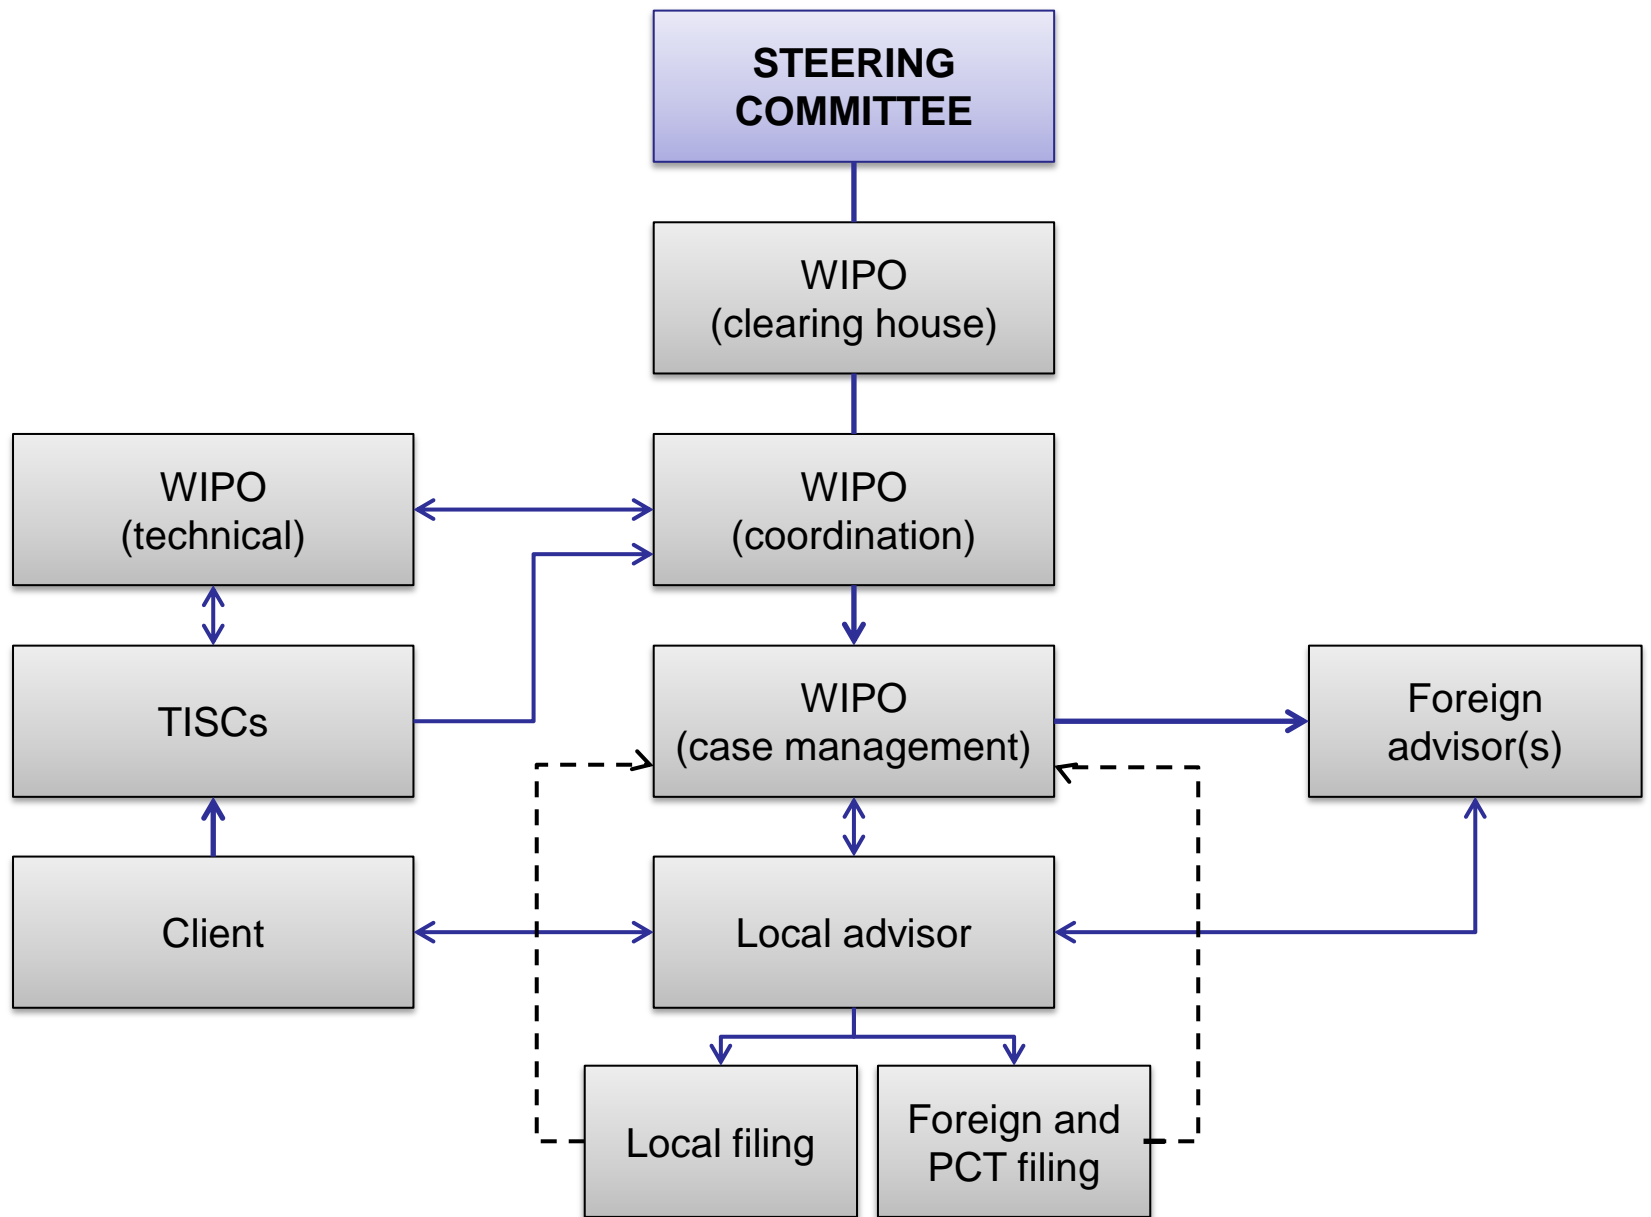 STEERING
COMMITTEE
WIPO
(clearing house)
WIPO
(technical)
WIPO
(coordination)
TISCs
WIPO
(case management)
Foreign
advisor(s)
Client
Local advisor
Local filing
Foreign and
PCT filing